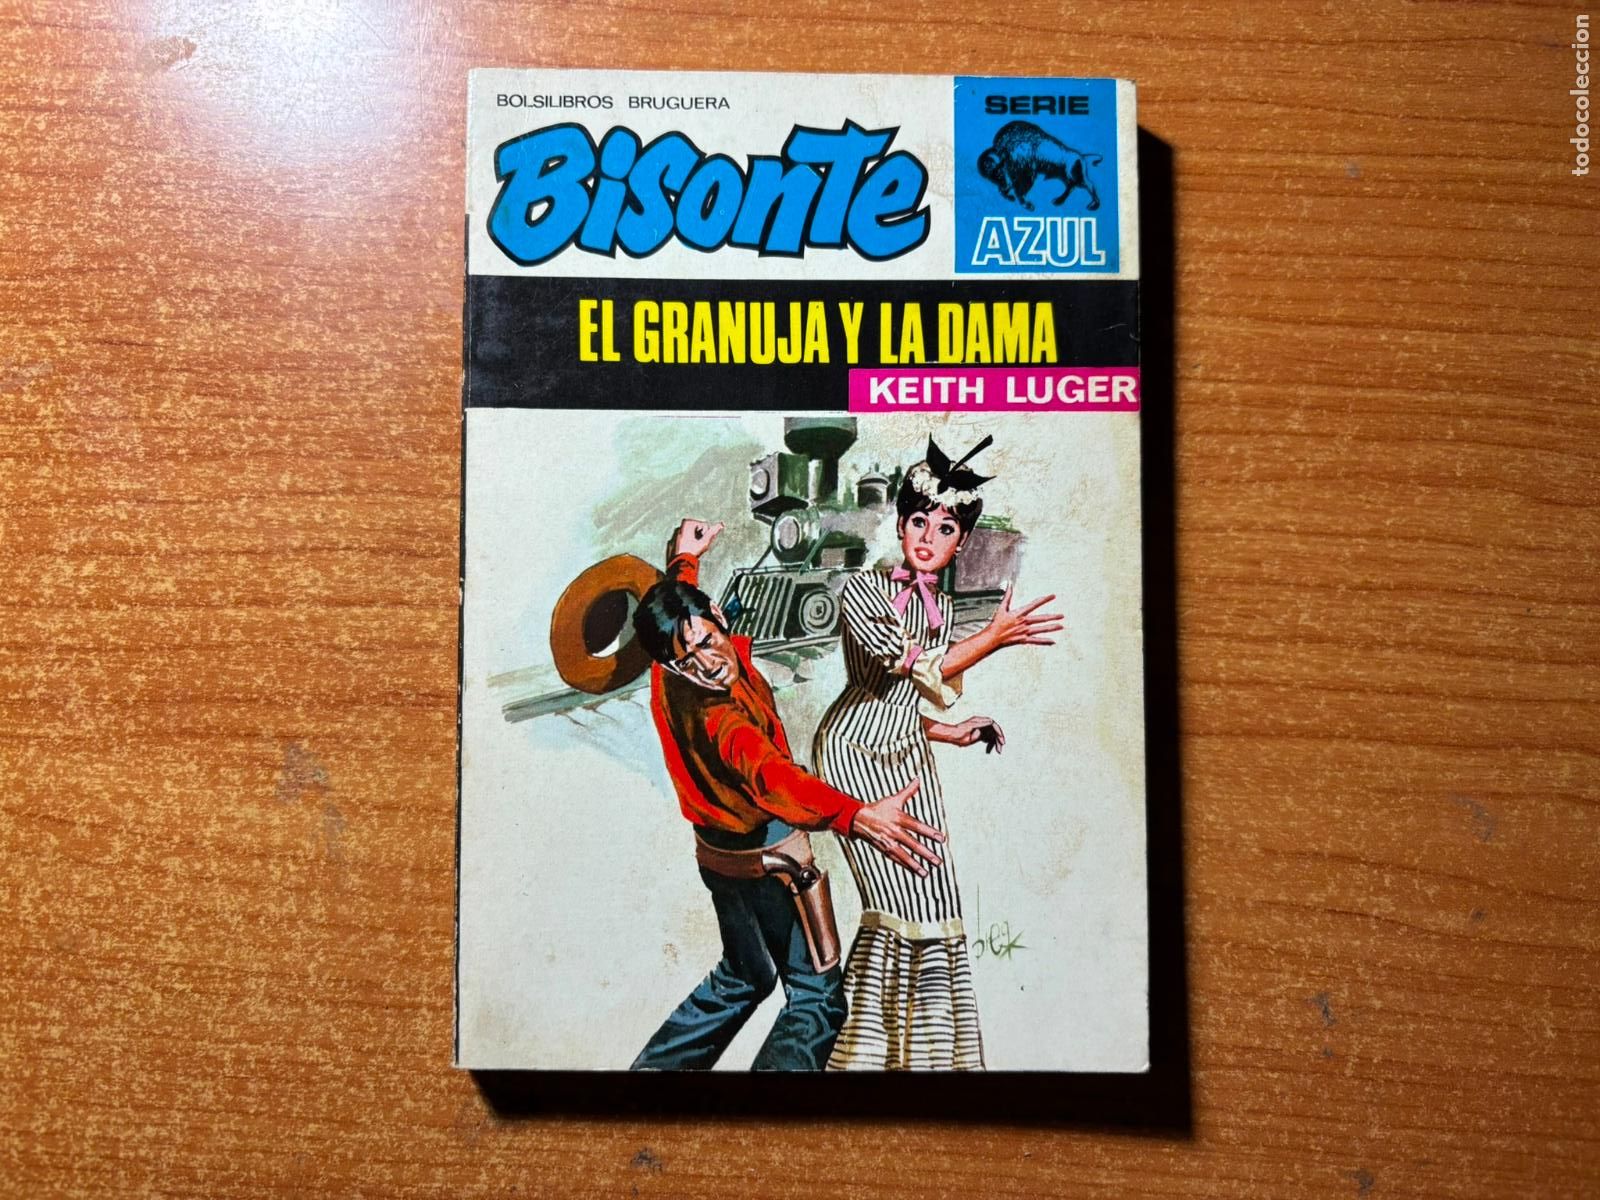 BOLSILIBROS BRUGUERA
BISONTE
SERIE
AZUL
EL GRANUJA Y LA DAMA
KEITH LUGER
todocoleccion